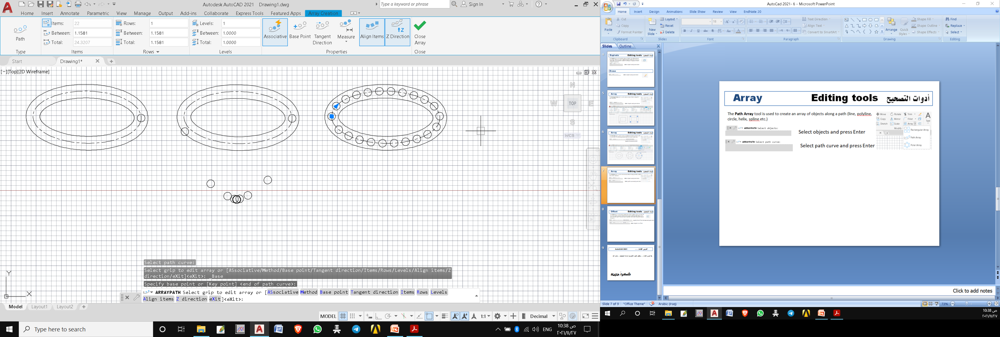 Autodesk AutoCAD 2021 Drawing1.dwg
Type a keyword or phrase
Sign In
Home Insert Annotate Parametric View Manage Output Add-ins Collaborate Express Tools Featured Apps Array Creation
Path
Type
Items: 22
Between: 1.1581
Total: 24.3207
Items
Rows: 1
Between: 1.1581
Total: 1.1581
Rows
Levels: 1
Between: 1.0000
Total: 1.0000
Levels
Associative
Base Point
Tangent
Direction
Measure
Align Items
Z Direction
Properties
Close
Array
Close
Start
Drawing1*
[−][Top][2D Wireframe]
N
W TOP E
S
WCS
Y
X
Select path curve:
Select grip to edit array or [ASsociative/Method/Base point/Tangent direction/Items/Rows/Levels/Align items/Z
direction/eXit]<eXit>: _Base
Specify base point or [Key point] <end of path curve>:
ARRAYPATH Select grip to edit array or [ASsociative Method Base point Tangent direction Items Rows Levels
Align items Z direction eXit]<eXit>:
Model Layout1 Layout2
MODEL 1:1 Decimal
Type here to search
ENG
10:38 ص
٢٠٢١/١١/٢٧
AutoCad 2021- 6 - Microsoft PowerPoint
Home Insert Design Animations Slide Show Review View EndNote 20
Paste
Cut
Copy
Format Painter
Clipboard
New
Slide
Layout
Reset
Delete
Slides
18
Font
Text Direction
Align Text
Convert to SmartArt
Paragraph
Arrange
Quick
Styles
Shape Fill
Shape Outline
Shape Effects
Drawing
Find
Replace
Select
Editing
Slides Outline
4
Explode Editing tools
Erase
5
Array Editing tools
6
Array Editing tools
7
Array Editing tools
8
Offset Editing tools
9
AutoCAD 2021
شكراً جزيلاً
Array Editing tools أدوات التصحيح
The Path Array tool is used to create an array of objects along a path (line, polyline,
circle, helix, spline etc.)
ARRAYPATH Select objects:
Select objects and press Enter
ARRAYPATH Select path curve:
Select path curve and press Enter
Move Rotate Trim
Copy Mirror Fillet
Stretch Scale Array
Text
Modify
Rectangular Array
Path Array
Polar Array
Click to add notes
Slide 7 of 9 "Office Theme" Arabic (Iraq) 73%
10:38 ص
٢٠٢١/١١/٢٧